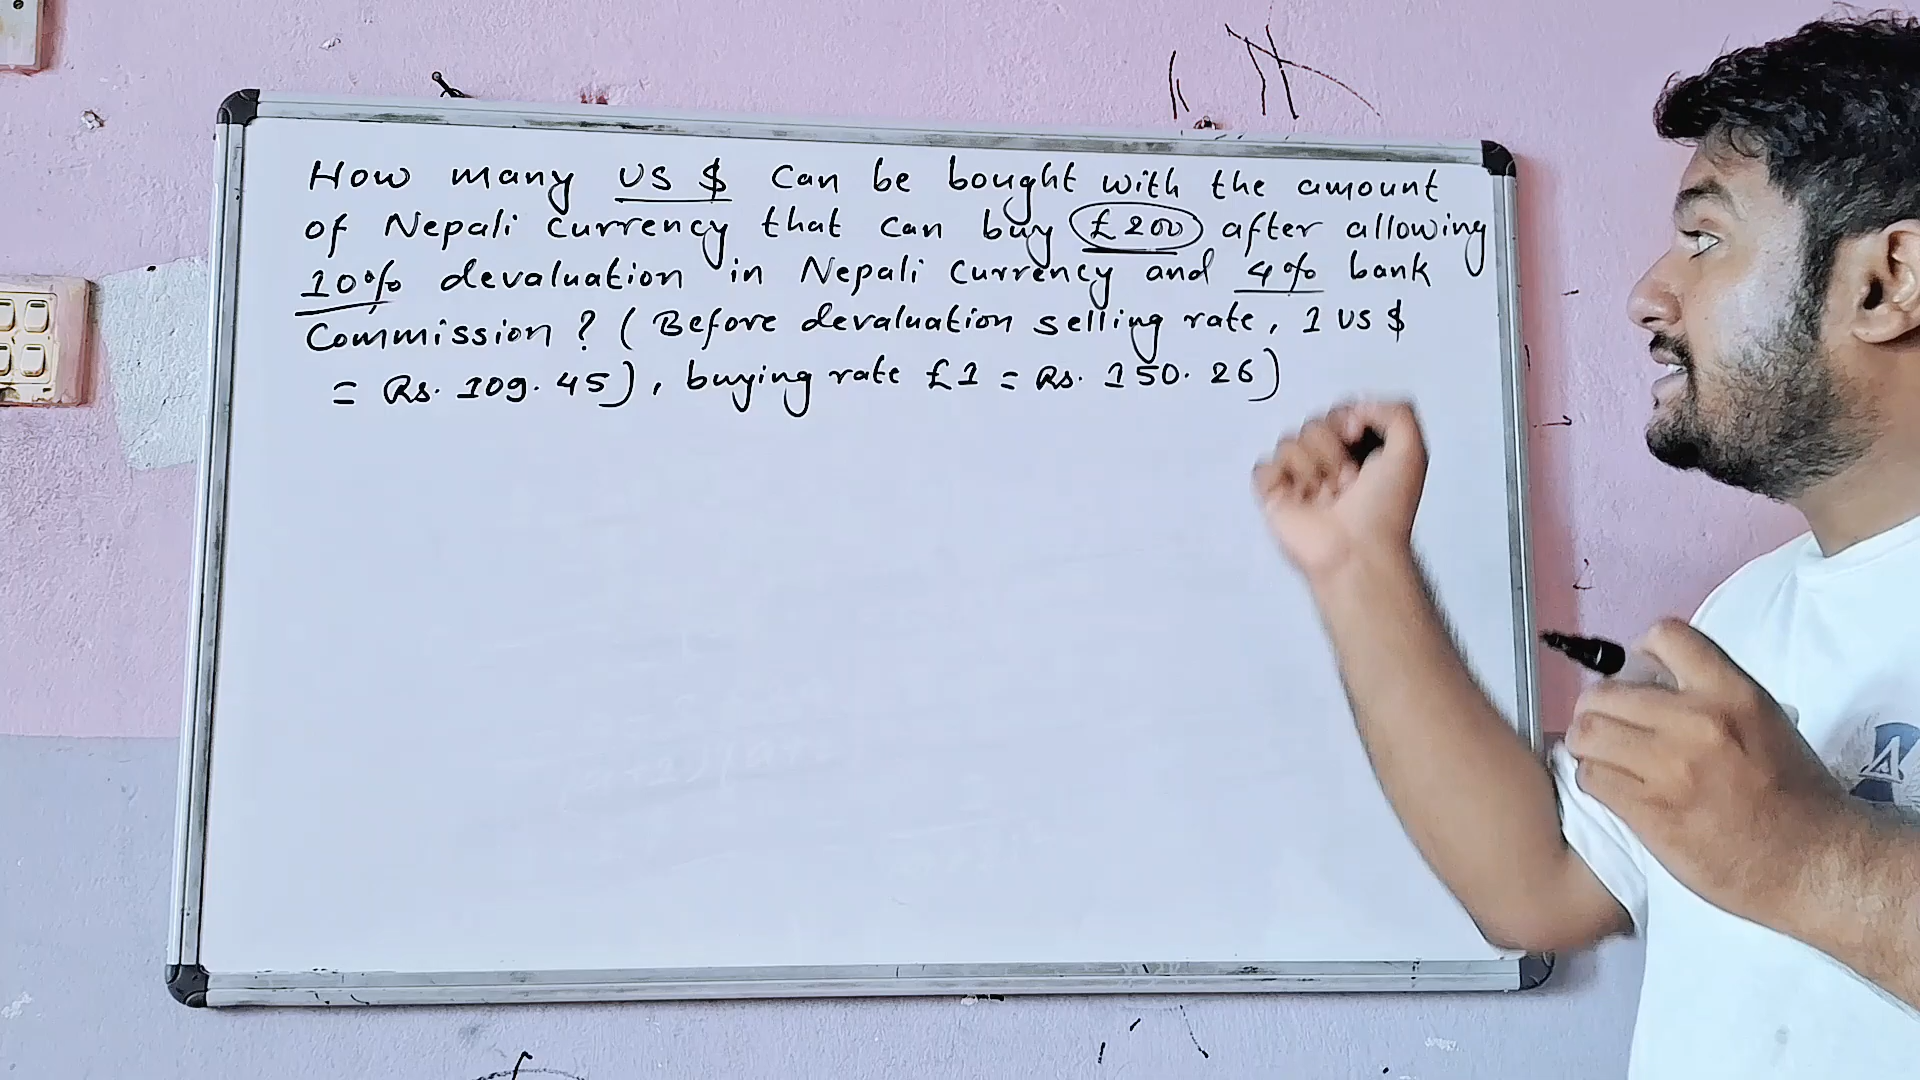 How many US $ can be bought with the amount
of Nepali currency that can buy £200 after allowing
10% devaluation in Nepali currency and 4% bank
Commission? (Before devaluation selling rate, 1 US $
= Rs. 109.45), buying rate £1 = Rs. 150.26)